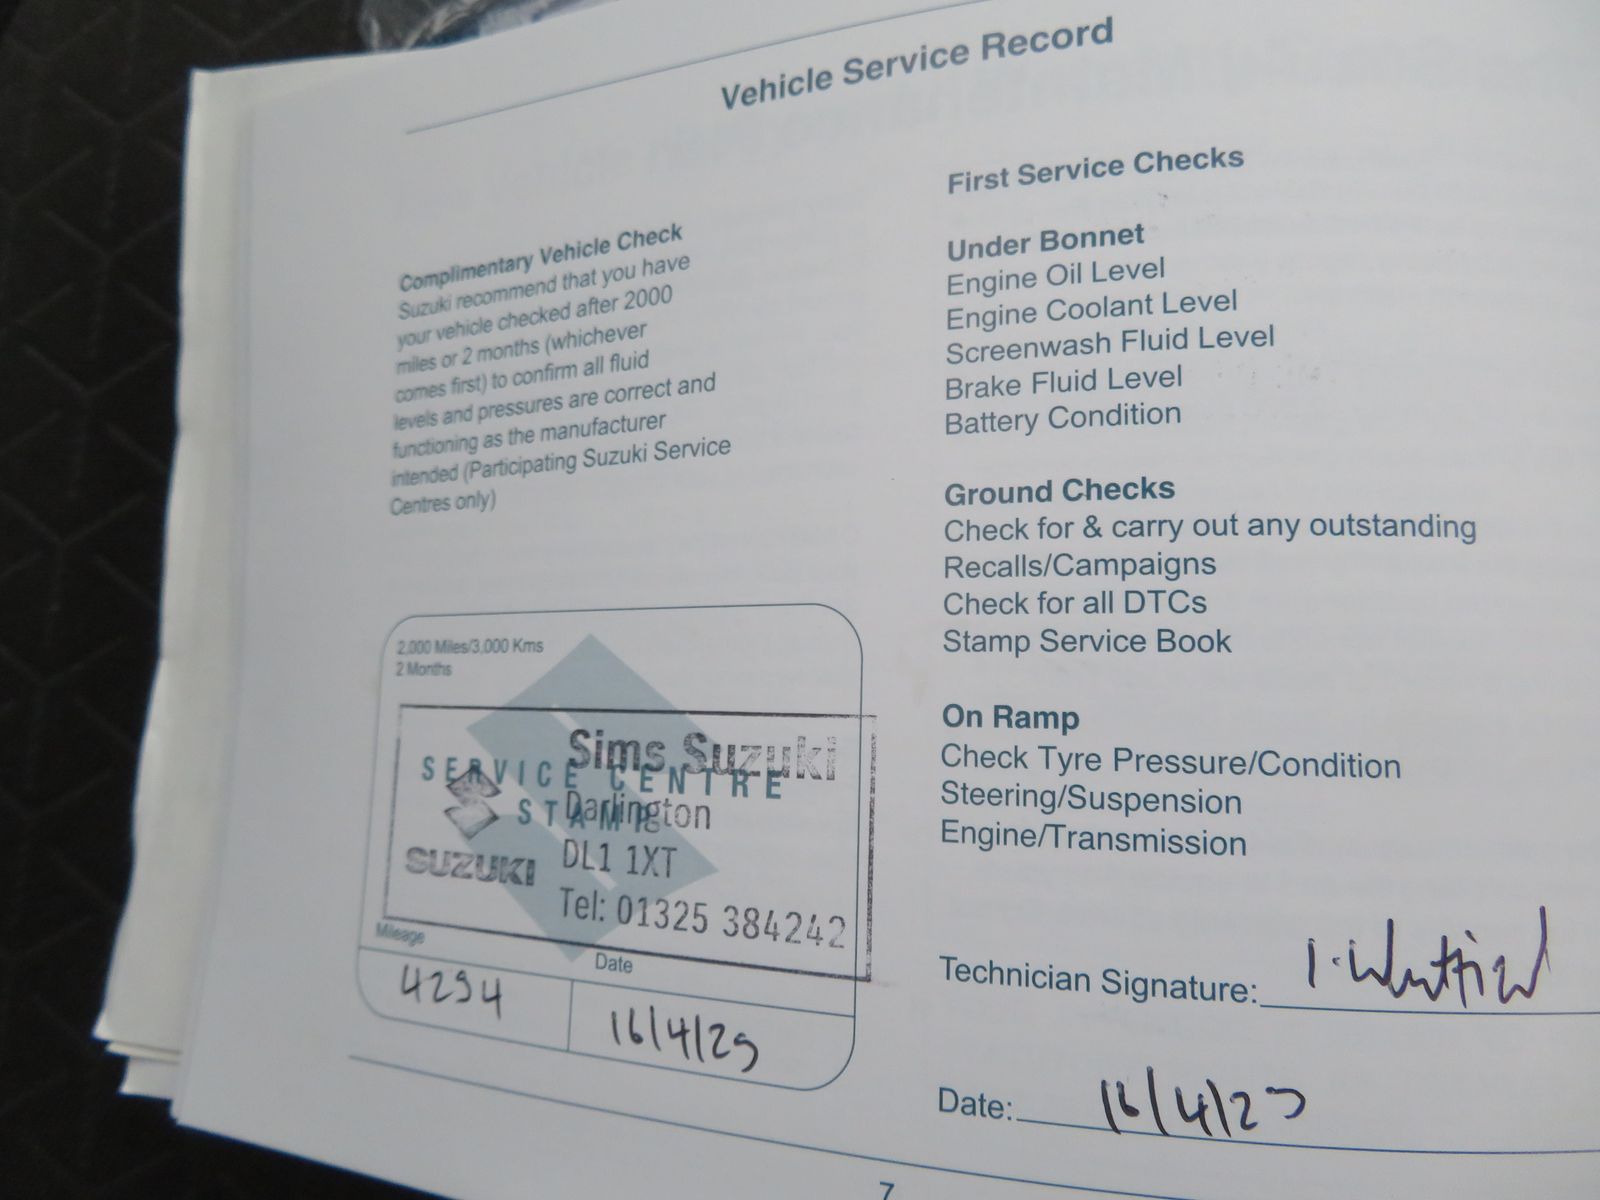 Vehicle Service Record
Complimentary Vehicle Check
Suzuki recommend that you have
your vehicle checked after 2000
miles or 2 months (whichever
comes first) to confirm all fluid
levels and pressures are correct and
functioning as the manufacturer
intended (Participating Suzuki Service
Centres only)
2,000 Miles/3,000 Kms
2 Months
SERVICE CENTRE
STAMP
Sims Suzuki
Darlington
DL1 1XT
Tel: 01325 384242
SUZUKI
Mileage
Date
4294
16/4/25
First Service Checks
Under Bonnet
Engine Oil Level
Engine Coolant Level
Screenwash Fluid Level
Brake Fluid Level
Battery Condition
Ground Checks
Check for & carry out any outstanding
Recalls/Campaigns
Check for all DTCs
Stamp Service Book
On Ramp
Check Tyre Pressure/Condition
Steering/Suspension
Engine/Transmission
Technician Signature:
Date: 16/4/25
7